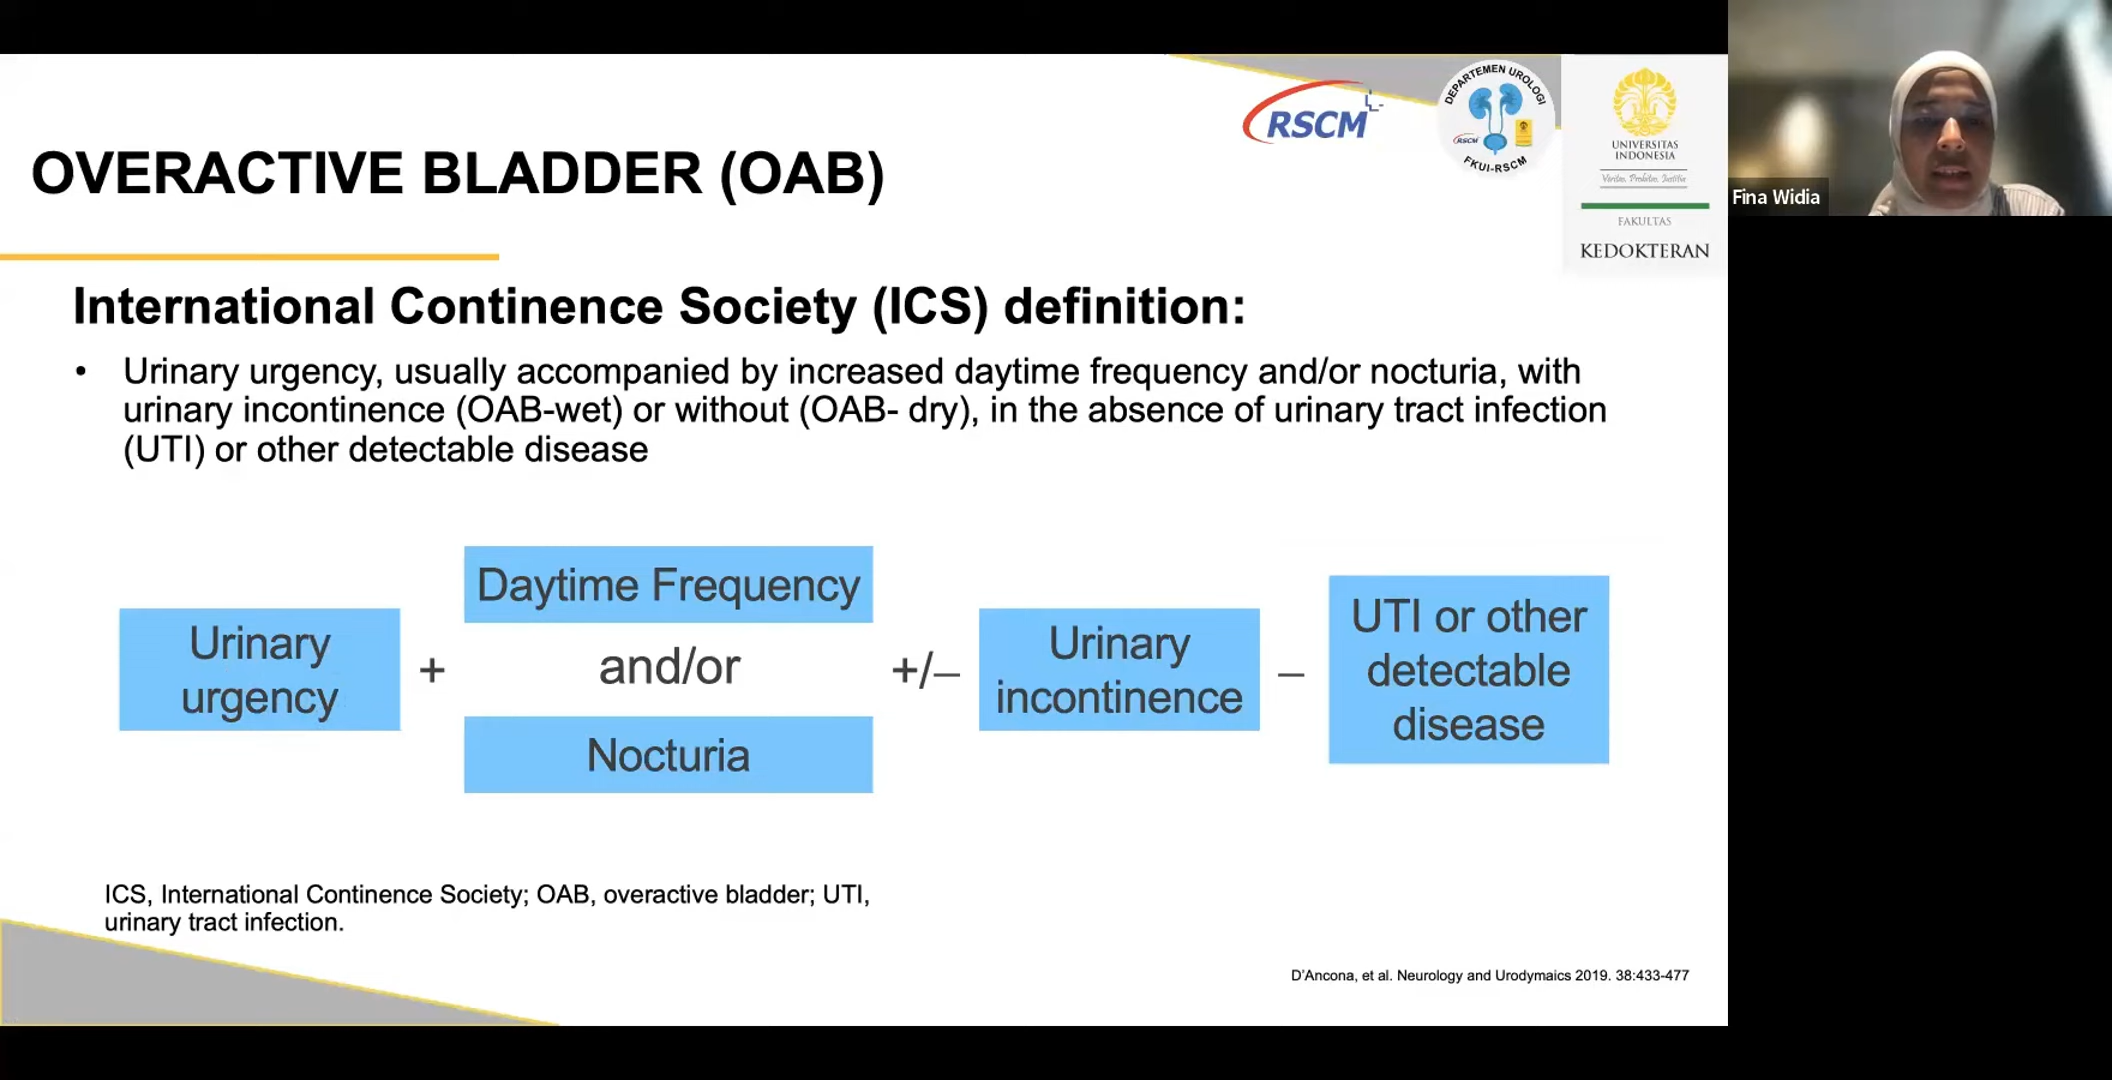 OVERACTIVE BLADDER (OAB)
RSCM
DEPARTEMEN UROLOGI
RSCM
FKUI-RSCM
UNIVERSITAS
INDONESIA
Veritas, Probitas, Justitia
FAKULTAS
KEDOKTERAN
Fina Widia
International Continence Society (ICS) definition:
• Urinary urgency, usually accompanied by increased daytime frequency and/or nocturia, with
urinary incontinence (OAB-wet) or without (OAB- dry), in the absence of urinary tract infection
(UTI) or other detectable disease
Urinary
urgency
+
Daytime Frequency
and/or
Nocturia
+/–
Urinary
incontinence
–
UTI or other
detectable
disease
ICS, International Continence Society; OAB, overactive bladder; UTI,
urinary tract infection.
D'Ancona, et al. Neurology and Urodymaics 2019. 38:433-477